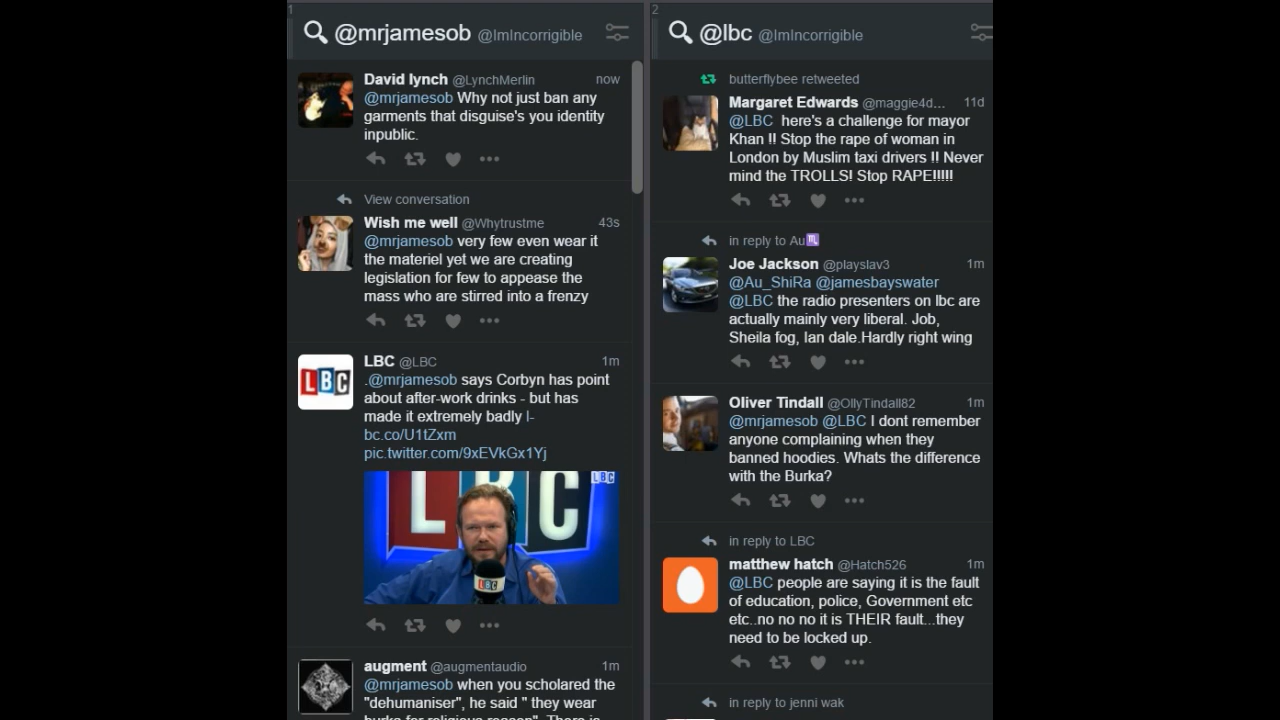 1
@mrjamesob @ImIncorrigible
David lynch @LynchMerlin now
@mrjamesob Why not just ban any
garments that disguise's you identity
inpublic.
View conversation
Wish me well @Whytrustme 43s
@mrjamesob very few even wear it
the materiel yet we are creating
legislation for few to appease the
mass who are stirred into a frenzy
LBC @LBC 1m
.@mrjamesob says Corbyn has point
about after-work drinks - but has
made it extremely badly l-
bc.co/U1tZxm
pic.twitter.com/9xEVkGx1Yj
LBC
LBC
LBC
LBC
augment @augmentaudio 1m
@mrjamesob when you scholared the
"dehumaniser", he said " they wear
burka for religious reason". There is
2
@lbc @ImIncorrigible
butterflybee retweeted
Margaret Edwards @maggie4d... 11d
@LBC here's a challenge for mayor
Khan !! Stop the rape of woman in
London by Muslim taxi drivers !! Never
mind the TROLLS! Stop RAPE!!!!!
in reply to Au♏
Joe Jackson @playslav3 1m
@Au_ShiRa @jamesbayswater
@LBC the radio presenters on lbc are
actually mainly very liberal. Job,
Sheila fog, Ian dale.Hardly right wing
Oliver Tindall @OllyTindall82 1m
@mrjamesob @LBC I dont remember
anyone complaining when they
banned hoodies. Whats the difference
with the Burka?
in reply to LBC
matthew hatch @Hatch526 1m
@LBC people are saying it is the fault
of education, police, Government etc
etc..no no no it is THEIR fault...they
need to be locked up.
in reply to jenni wak